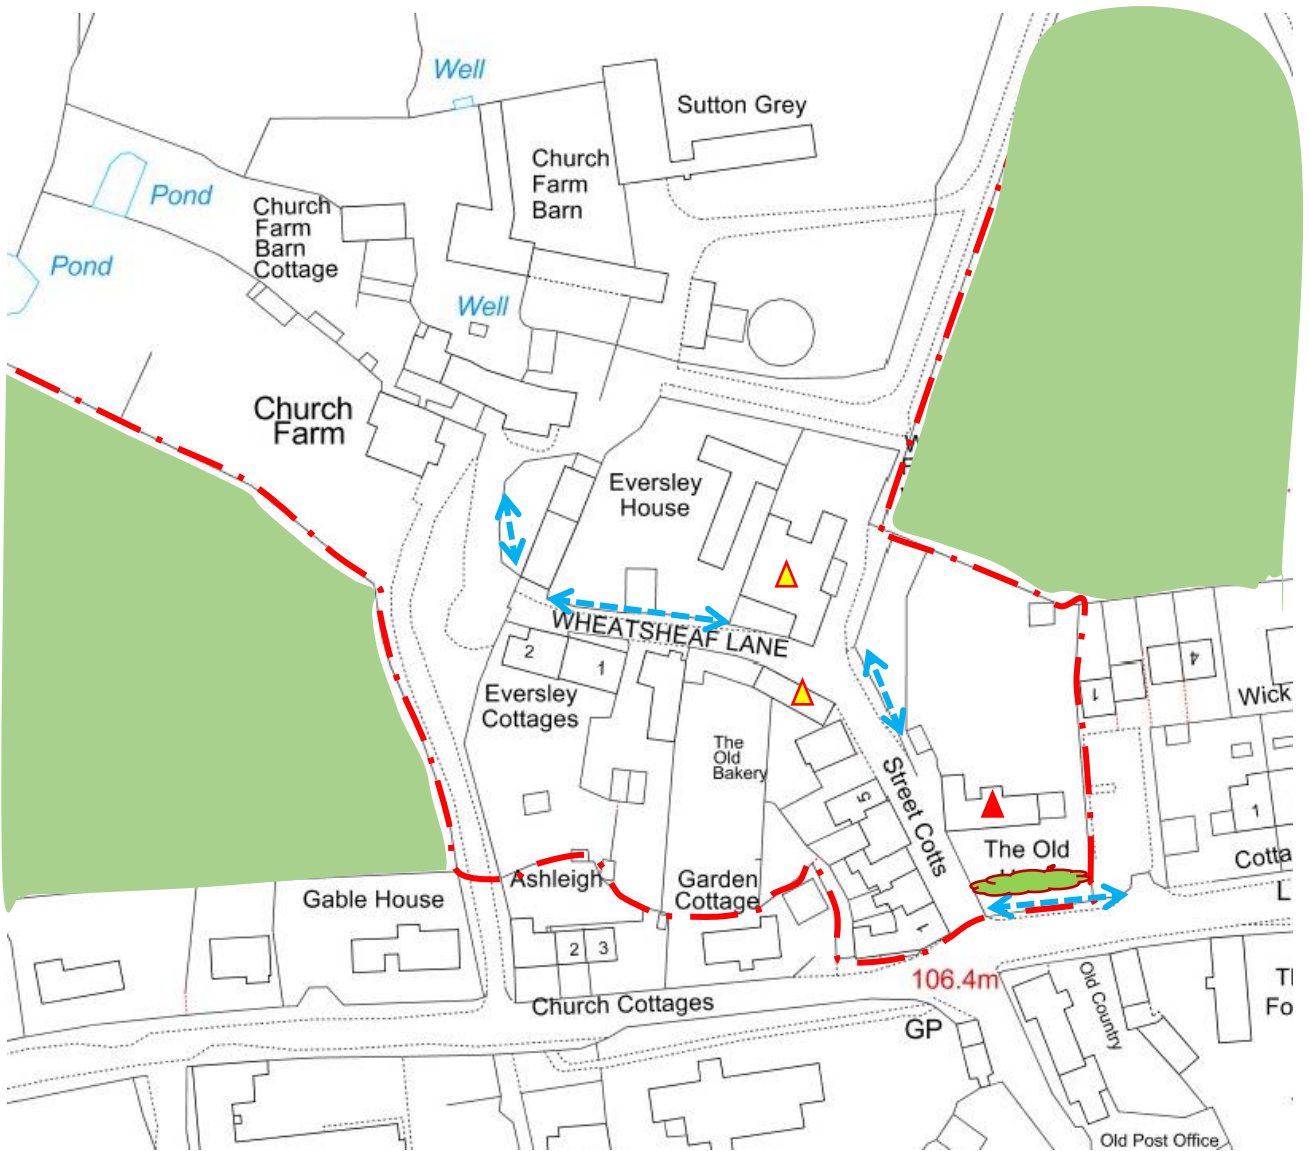 Well
Sutton Grey
Church
Farm
Barn
Pond
Church
Farm
Barn
Cottage
Pond
Well
Church
Farm
Eversley
House
WHEATSHEAF LANE
2
1
Eversley
Cottages
4
1
Wick
The
Old
Bakery
5
Street Cotts
1
The Old
Cotta
Ashleigh
Garden
Cottage
Gable House
1
L
2
3
106.4m
Church Cottages
GP
Old Country
Fo
Old Post Office